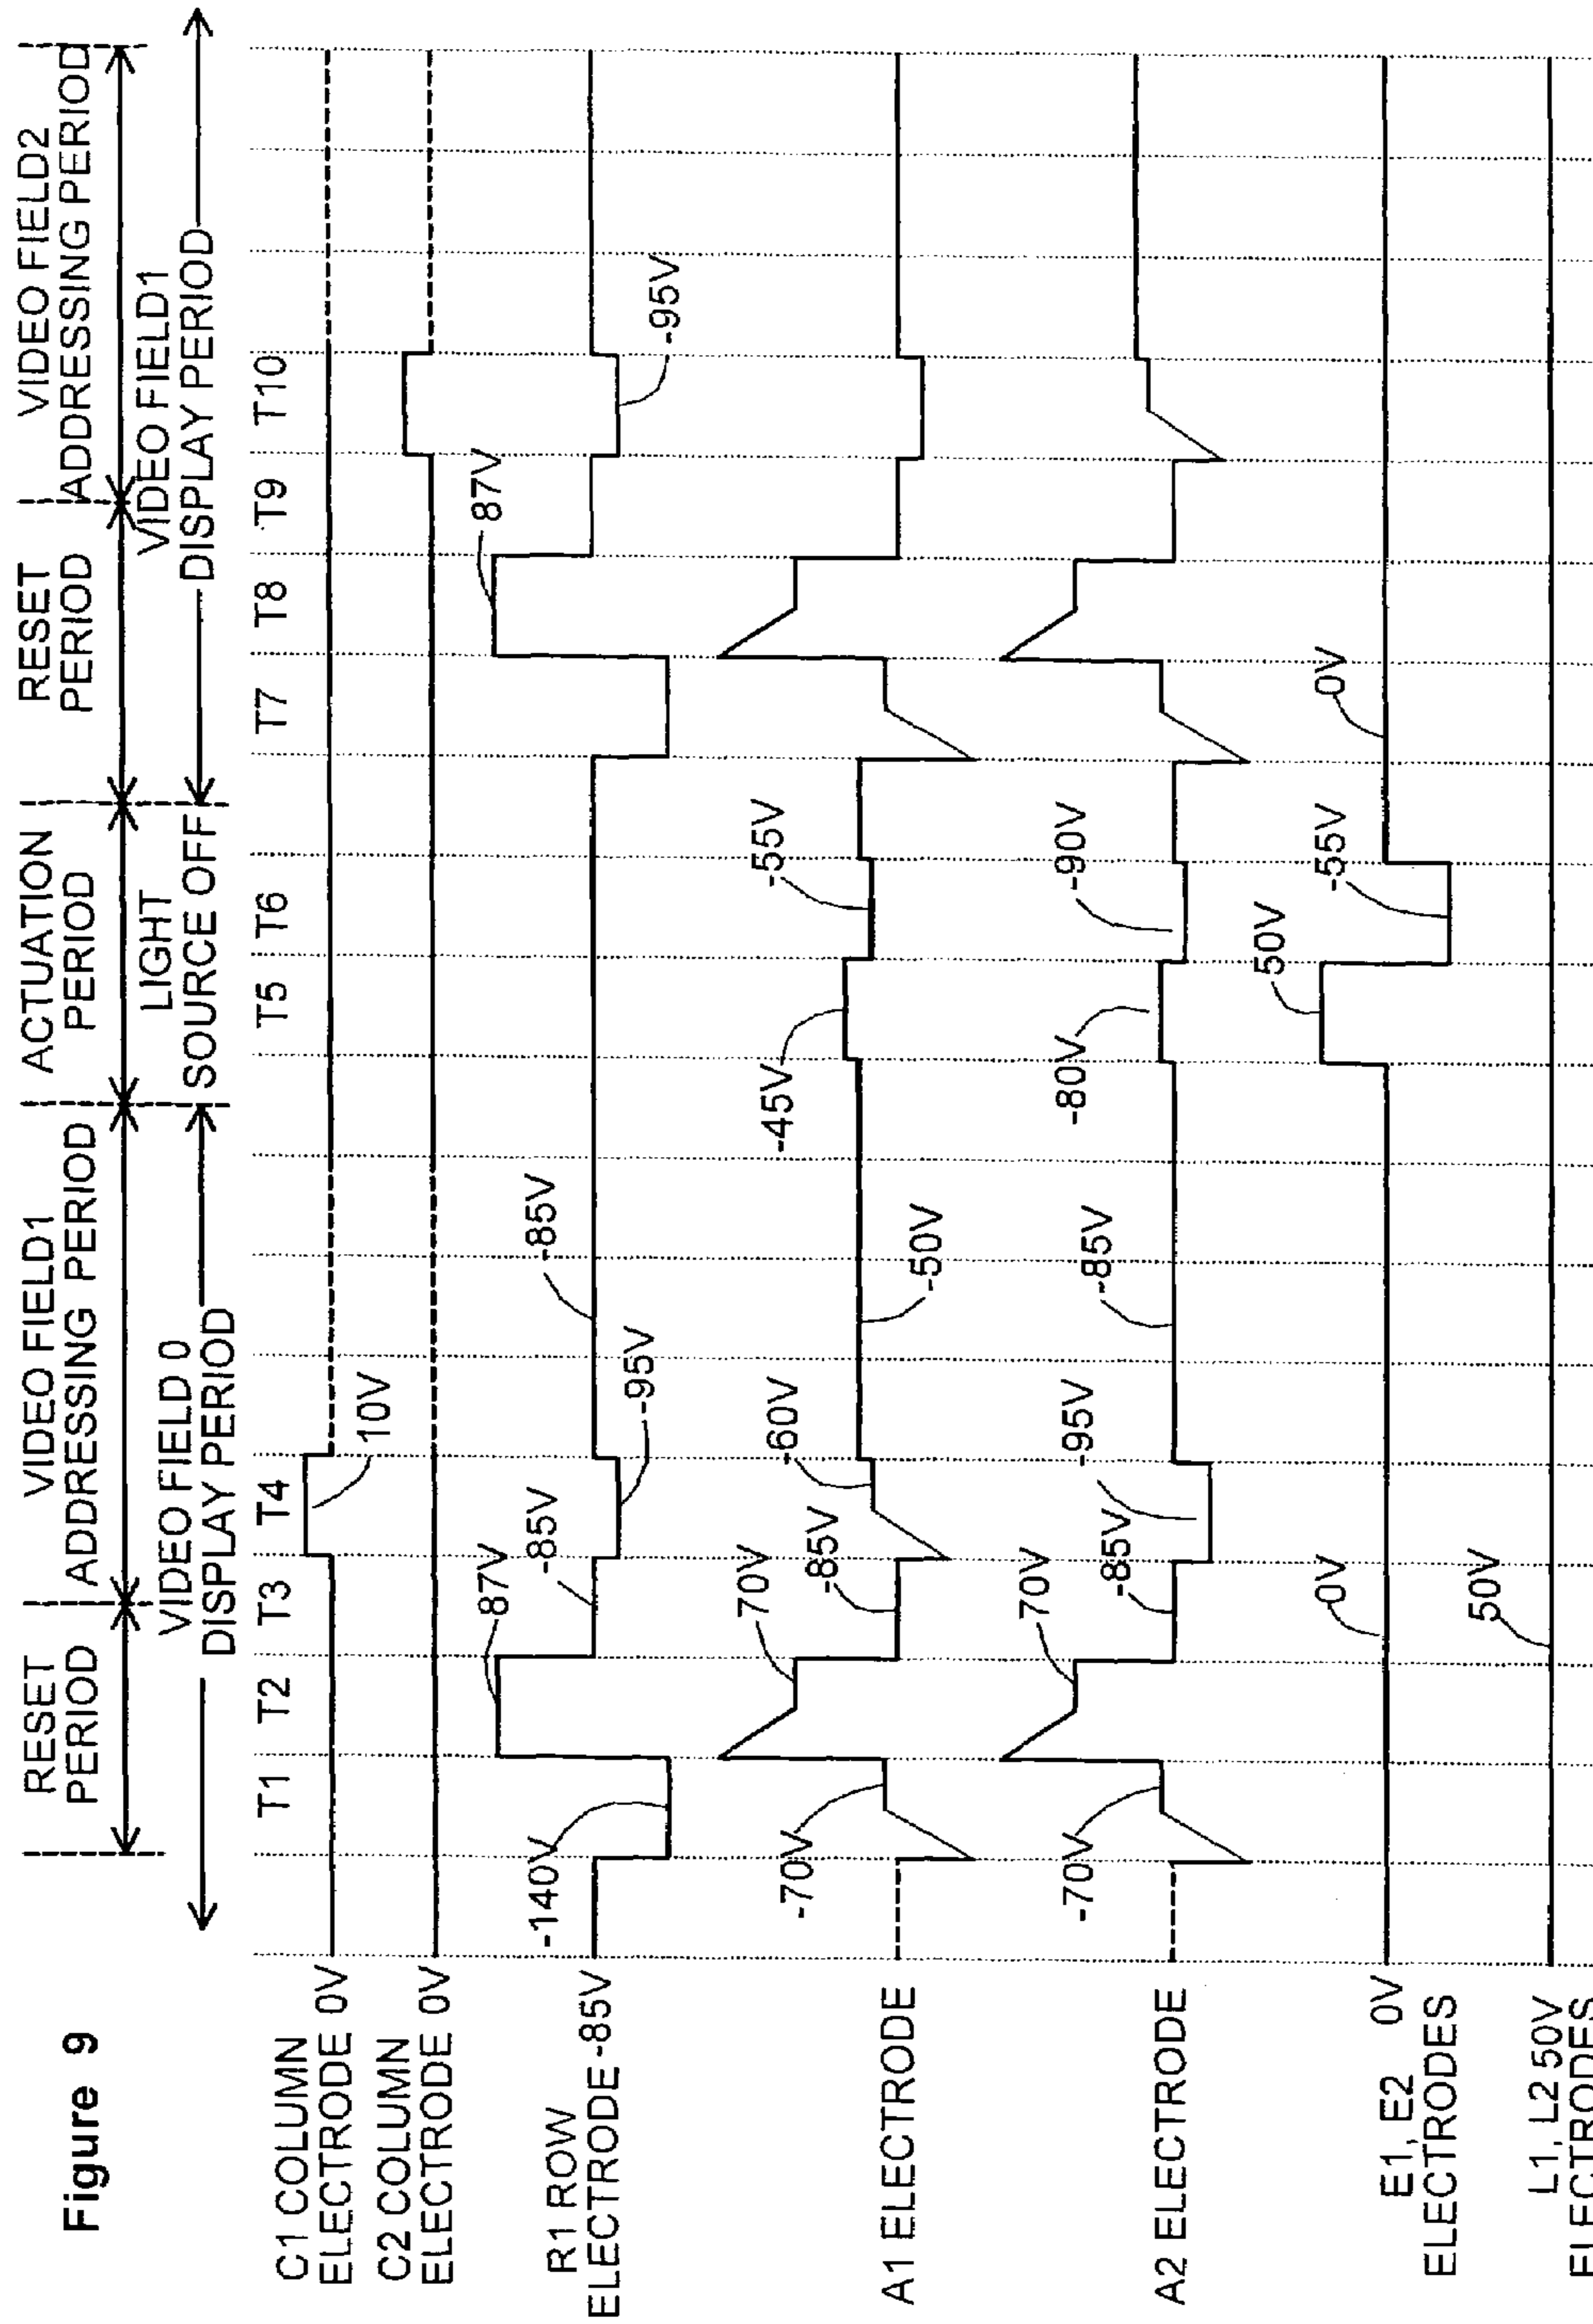 Figure 9
RESET
PERIOD
VIDEO FIELD1
ADDRESSING PERIOD
ACTUATION
PERIOD
RESET
PERIOD
VIDEO FIELD2
ADDRESSING PERIOD
VIDEO FIELD 0
DISPLAY PERIOD
LIGHT
SOURCE OFF
VIDEO FIELD1
DISPLAY PERIOD
T1 T2 T3 T4 T5 T6 T7 T8 T9 T10
C1 COLUMN
ELECTRODE 0V
10V
C2 COLUMN
ELECTRODE 0V
R1 ROW
ELECTRODE -85V
-140V
87V
-85V
-95V
-85V
87V
-95V
A1 ELECTRODE
-70V
70V
-85V
-60V
-50V
-45V
-55V
A2 ELECTRODE
-70V
70V
-85V
-95V
-85V
-80V
-90V
E1, E2 0V
ELECTRODES
0V
50V
-55V
0V
L1, L2 50V
ELECTRODES
50V